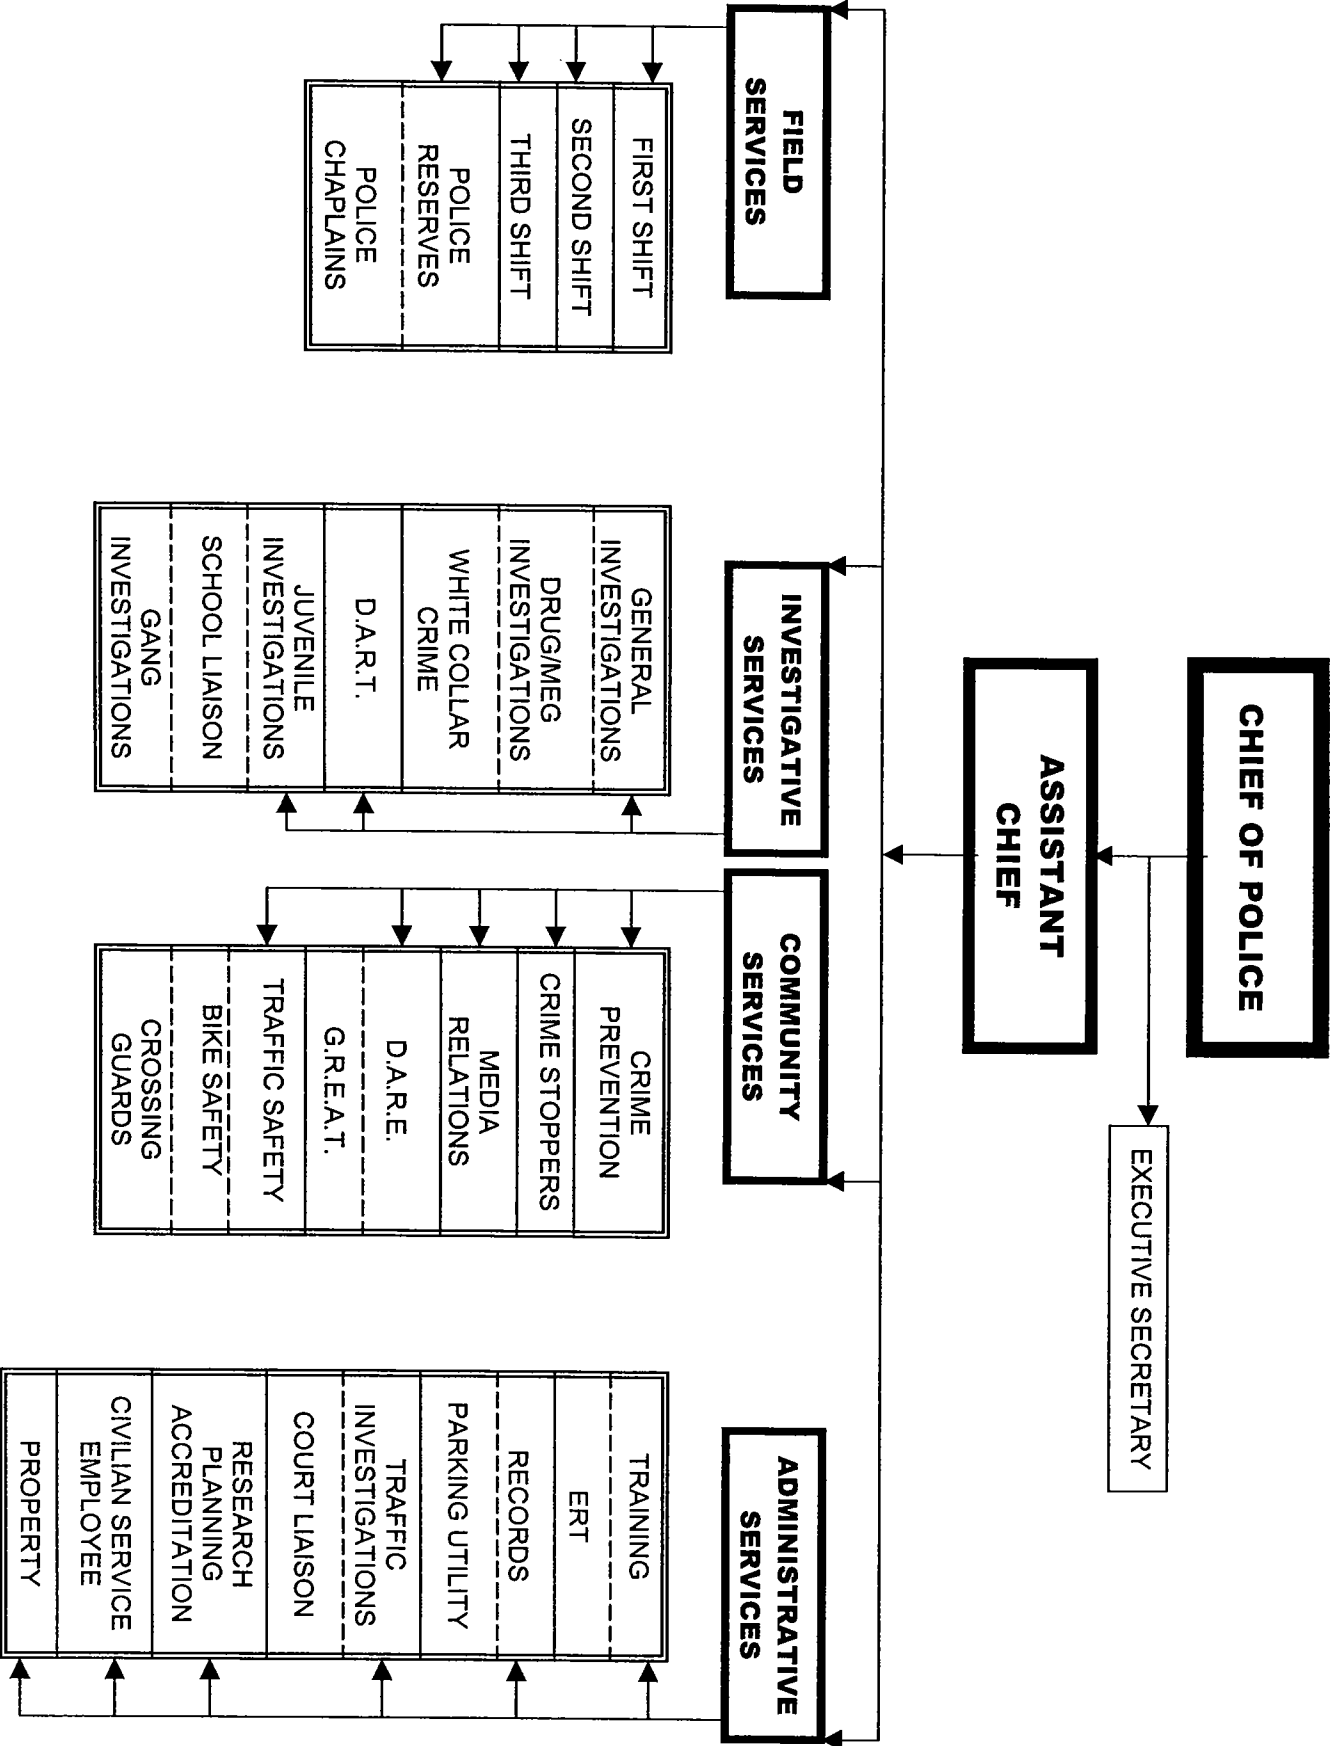 CHIEF OF POLICE
EXECUTIVE SECRETARY
ASSISTANT
CHIEF
FIELD
SERVICES
FIRST SHIFT
SECOND SHIFT
THIRD SHIFT
POLICE
RESERVES
POLICE
CHAPLAINS
INVESTIGATIVE
SERVICES
GENERAL
INVESTIGATIONS
DRUG/MEG
INVESTIGATIONS
WHITE COLLAR
CRIME
D.A.R.T.
JUVENILE
INVESTIGATIONS
SCHOOL LIAISON
GANG
INVESTIGATIONS
COMMUNITY
SERVICES
CRIME
PREVENTION
CRIME STOPPERS
MEDIA
RELATIONS
D.A.R.E.
G.R.E.A.T.
TRAFFIC SAFETY
BIKE SAFETY
CROSSING
GUARDS
ADMINISTRATIVE
SERVICES
TRAINING
ERT
RECORDS
PARKING UTILITY
TRAFFIC
INVESTIGATIONS
COURT LIAISON
RESEARCH
PLANNING
ACCREDITATION
CIVILIAN SERVICE
EMPLOYEE
PROPERTY